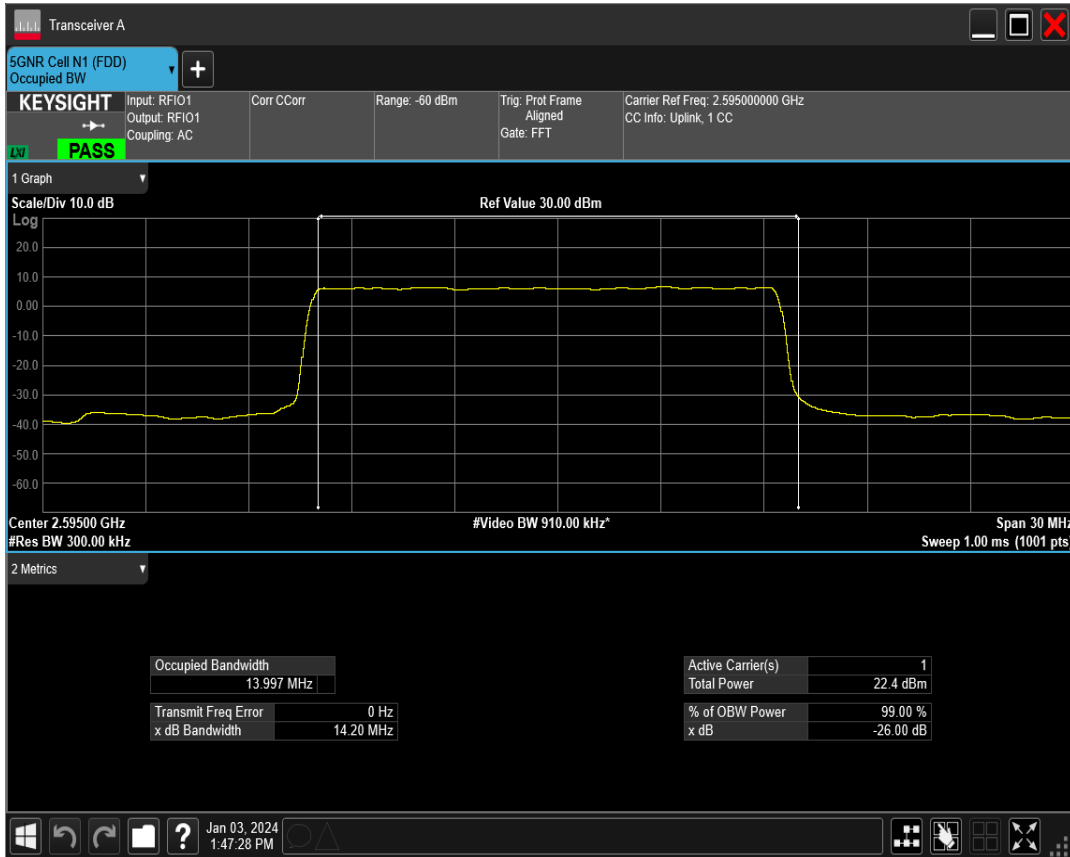 Transceiver A
5GNR Cell N1 (FDD)
Occupied BW
KEYSIGHT
LXI
PASS
Input: RFIO1
Output: RFIO1
Coupling: AC
Corr CCorr
Range: -60 dBm
Trig: Prot Frame
Aligned
Gate: FFT
Carrier Ref Freq: 2.595000000 GHz
CC Info: Uplink, 1 CC
1 Graph
Scale/Div 10.0 dB
Ref Value 30.00 dBm
Log
20.0
10.0
0.00
-10.0
-20.0
-30.0
-40.0
-50.0
-60.0
Center 2.59500 GHz
#Video BW 910.00 kHz*
Span 30 MHz
#Res BW 300.00 kHz
Sweep 1.00 ms (1001 pts)
2 Metrics
Occupied Bandwidth
13.997 MHz
Transmit Freq Error 0 Hz
x dB Bandwidth 14.20 MHz
Active Carrier(s) 1
Total Power 22.4 dBm
% of OBW Power 99.00 %
x dB -26.00 dB
?
Jan 03, 2024
1:47:28 PM